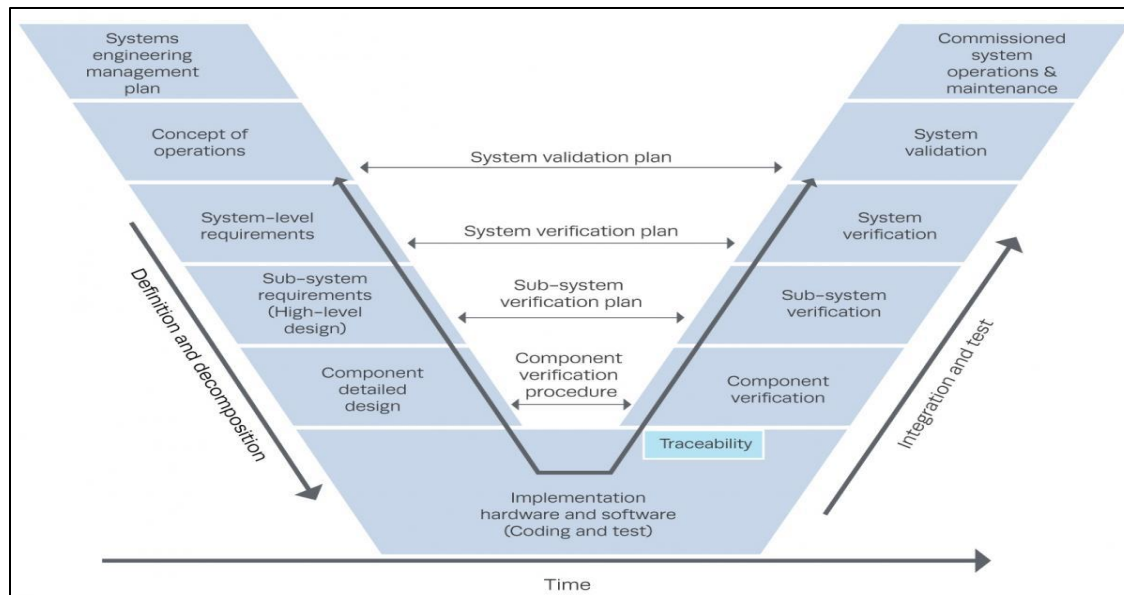 Systems
engineering
management
plan
Commissioned
system
operations &
maintenance
Concept of
operations
System validation plan
System
validation
System-level
requirements
System verification plan
System
verification
Sub-system
requirements
(High-level
design)
Sub-system
verification plan
Sub-system
verification
Component
detailed
design
Component
verification
procedure
Component
verification
Definition and decomposition
Integration and test
Traceability
Implementation
hardware and software
(Coding and test)
Time